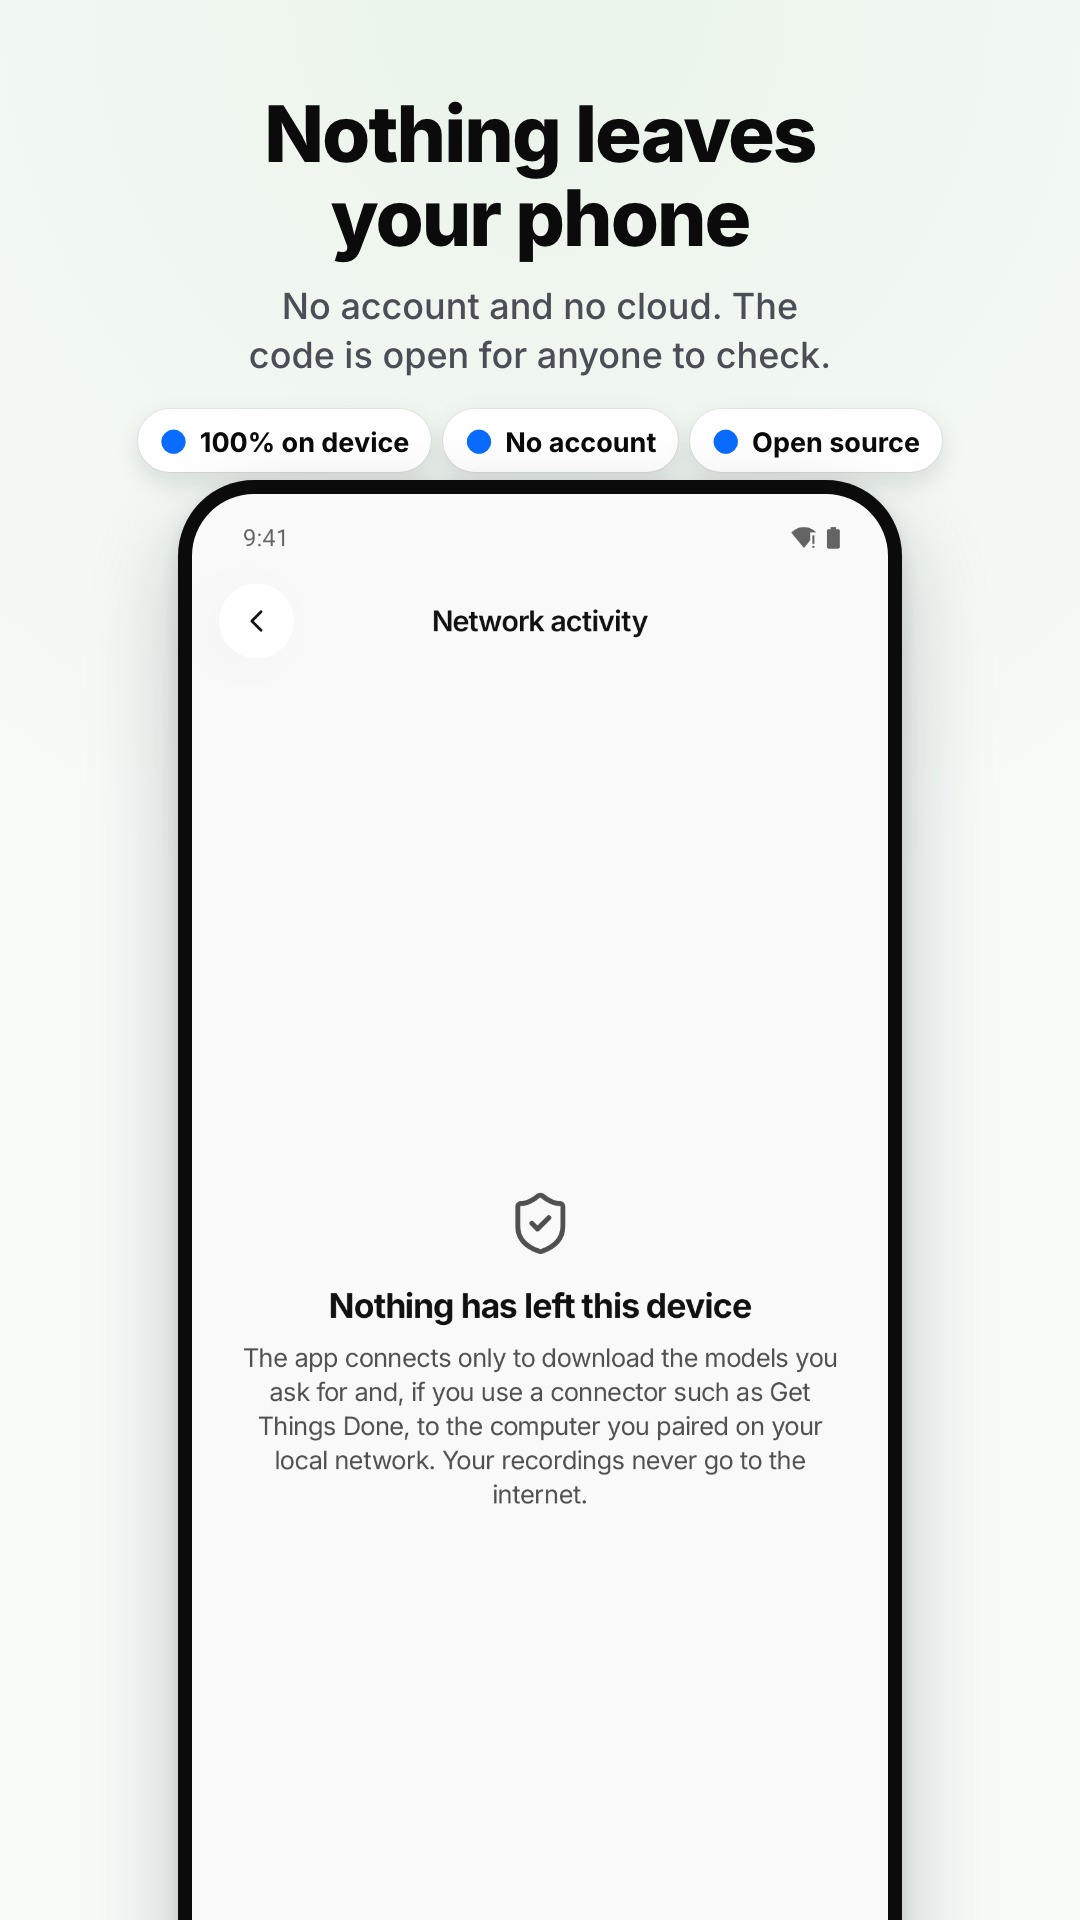 Nothing leaves
your phone
No account and no cloud. The
code is open for anyone to check.
100% on device
No account
Open source
9:41
Network activity
Nothing has left this device
The app connects only to download the models you
ask for and, if you use a connector such as Get
Things Done, to the computer you paired on your
local network. Your recordings never go to the
internet.